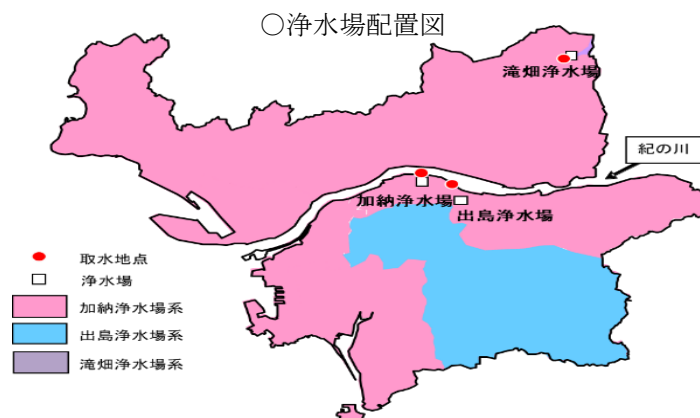 ○浄水場配置図
滝畑浄水場
紀の川
加納浄水場
出島浄水場
取水地点
浄水場
加納浄水場系
出島浄水場系
滝畑浄水場系